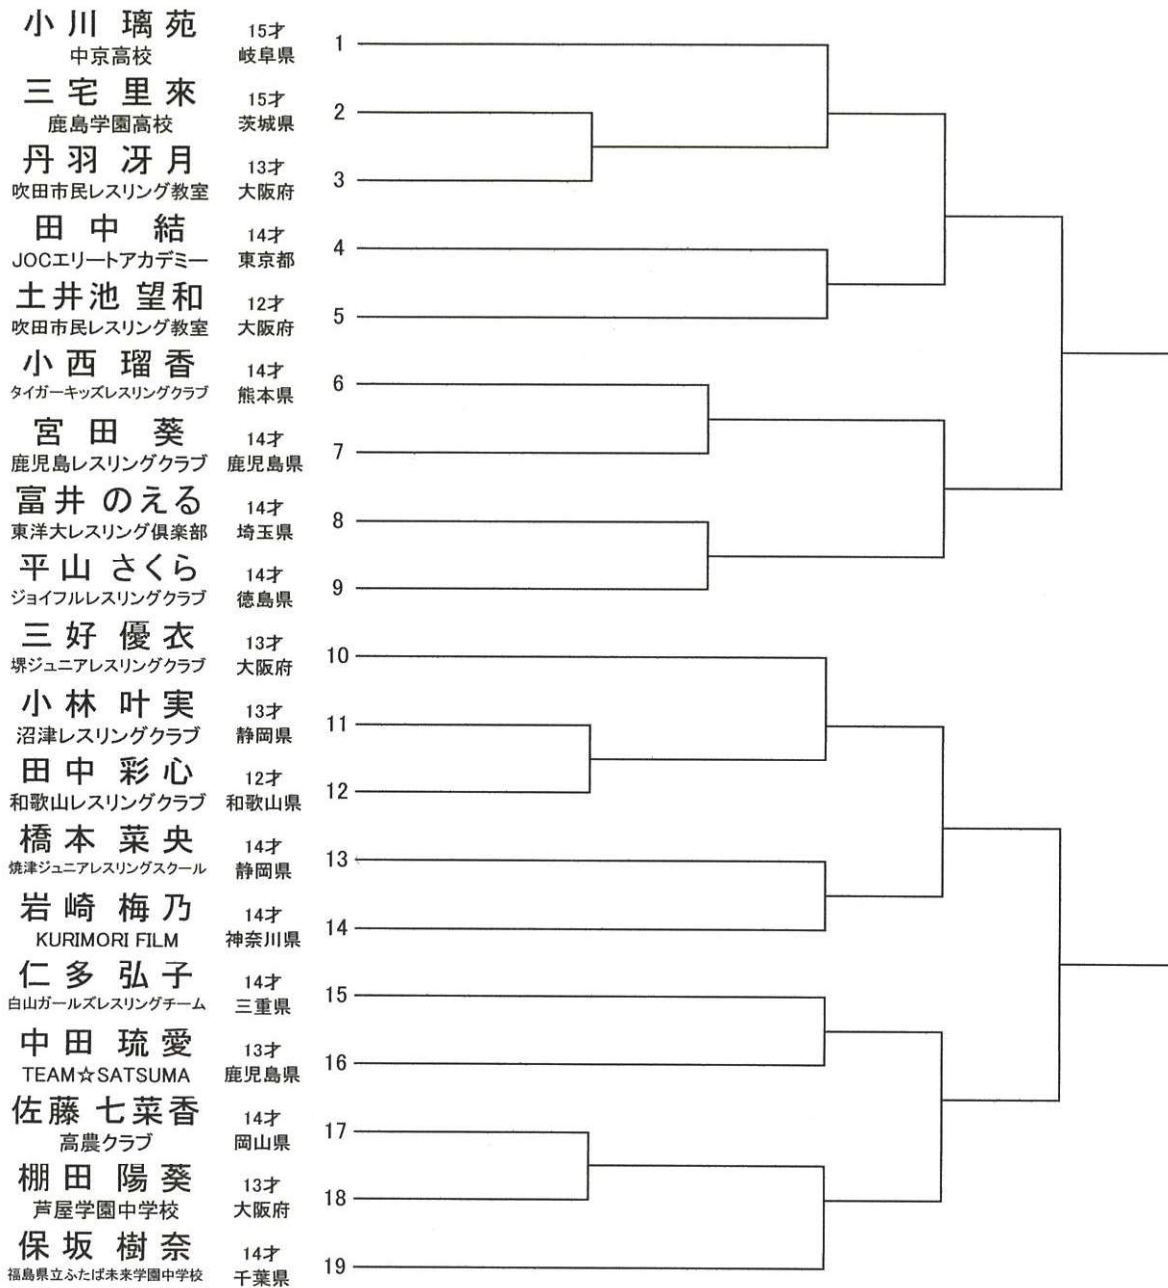 小川 璃苑 15才 1
中京高校 岐阜県
三宅 里來 15才 2
鹿島学園高校 茨城県
丹羽 冴月 13才 3
吹田市民レスリング教室 大阪府
田中 結 14才 4
JOCエリートアカデミー 東京都
土井池 望和 12才 5
吹田市民レスリング教室 大阪府
小西 瑠香 14才 6
タイガーキッズレスリングクラブ 熊本県
宮田 葵 14才 7
鹿児島レスリングクラブ 鹿児島県
富井 のえる 14才 8
東洋大レスリング倶楽部 埼玉県
平山 さくら 14才 9
ジョイフルレスリングクラブ 徳島県
三好 優衣 13才 10
堺ジュニアレスリングクラブ 大阪府
小林 叶実 13才 11
沼津レスリングクラブ 静岡県
田中 彩心 12才 12
和歌山レスリングクラブ 和歌山県
橋本 菜央 14才 13
焼津ジュニアレスリングスクール 静岡県
岩崎 梅乃 14才 14
KURIMORI FILM 神奈川県
仁多 弘子 14才 15
白山ガールズレスリングチーム 三重県
中田 琉愛 13才 16
TEAM☆SATSUMA 鹿児島県
佐藤 七菜香 14才 17
高農クラブ 岡山県
棚田 陽葵 13才 18
芦屋学園中学校 大阪府
保坂 樹奈 14才 19
福島県立ふたば未来学園中学校 千葉県